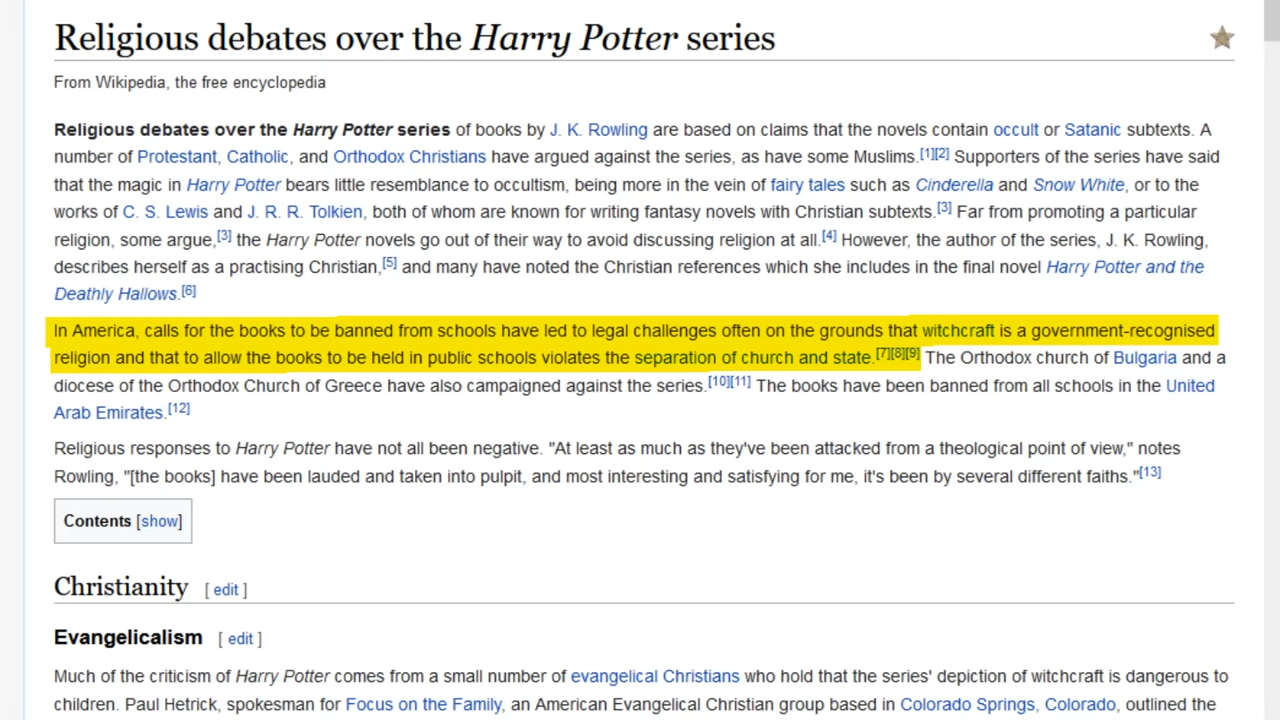 Religious debates over the Harry Potter series
From Wikipedia, the free encyclopedia
Religious debates over the Harry Potter series of books by J. K. Rowling are based on claims that the novels contain occult or Satanic subtexts. A
number of Protestant, Catholic, and Orthodox Christians have argued against the series, as have some Muslims.[1][2] Supporters of the series have said
that the magic in Harry Potter bears little resemblance to occultism, being more in the vein of fairy tales such as Cinderella and Snow White, or to the
works of C. S. Lewis and J. R. R. Tolkien, both of whom are known for writing fantasy novels with Christian subtexts.[3] Far from promoting a particular
religion, some argue,[3] the Harry Potter novels go out of their way to avoid discussing religion at all.[4] However, the author of the series, J. K. Rowling,
describes herself as a practising Christian,[5] and many have noted the Christian references which she includes in the final novel Harry Potter and the
Deathly Hallows.[6]
In America, calls for the books to be banned from schools have led to legal challenges often on the grounds that witchcraft is a government-recognised
religion and that to allow the books to be held in public schools violates the separation of church and state.[7][8][9] The Orthodox church of Bulgaria and a
diocese of the Orthodox Church of Greece have also campaigned against the series.[10][11] The books have been banned from all schools in the United
Arab Emirates.[12]
Religious responses to Harry Potter have not all been negative. "At least as much as they've been attacked from a theological point of view," notes
Rowling, "[the books] have been lauded and taken into pulpit, and most interesting and satisfying for me, it's been by several different faiths."[13]
Contents [show]
Christianity [ edit ]
Evangelicalism [ edit ]
Much of the criticism of Harry Potter comes from a small number of evangelical Christians who hold that the series' depiction of witchcraft is dangerous to
children. Paul Hetrick, spokesman for Focus on the Family, an American Evangelical Christian group based in Colorado Springs, Colorado, outlined the